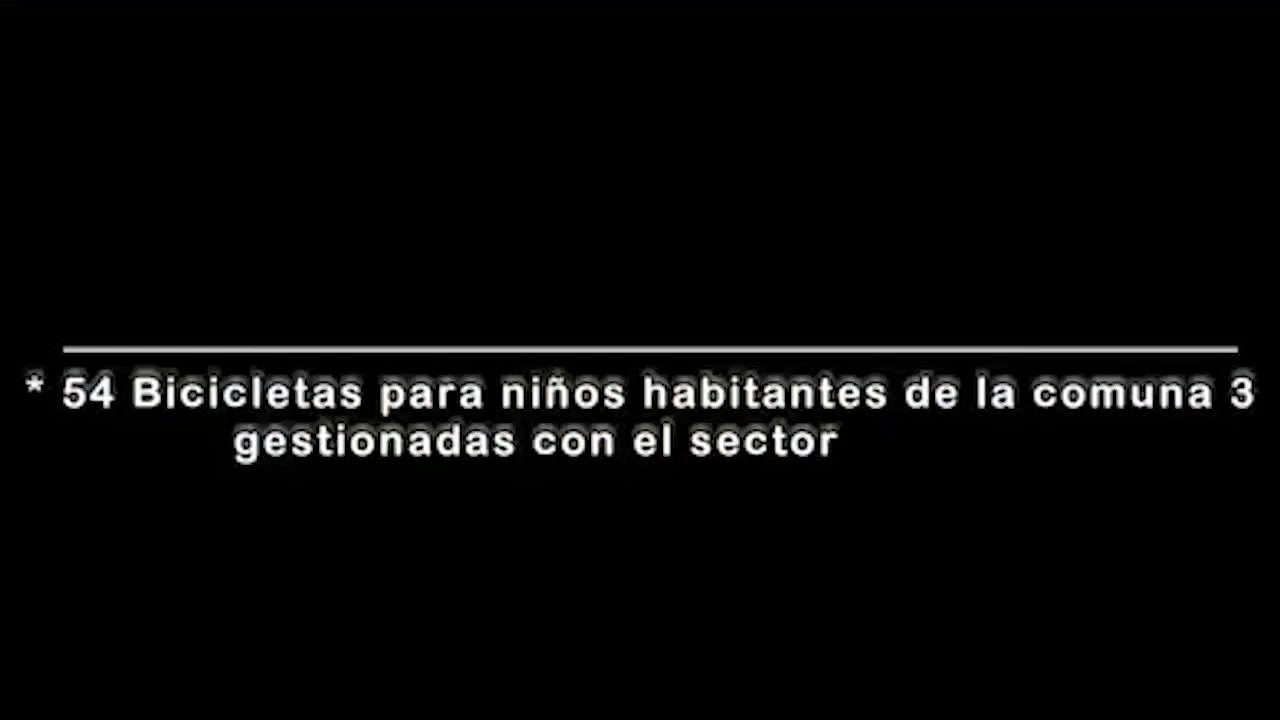 * 54 Bicicletas para niños habitantes de la comuna 3
gestionadas con el sector